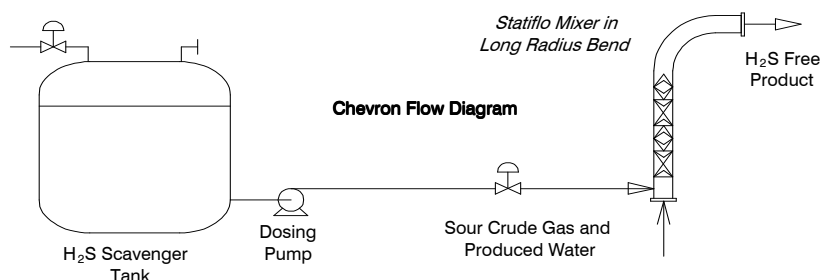 Statiflo Mixer in
Long Radius Bend
H₂S Free
Product
Chevron Flow Diagram
Dosing
Pump
Sour Crude Gas and
Produced Water
H₂S Scavenger
Tank